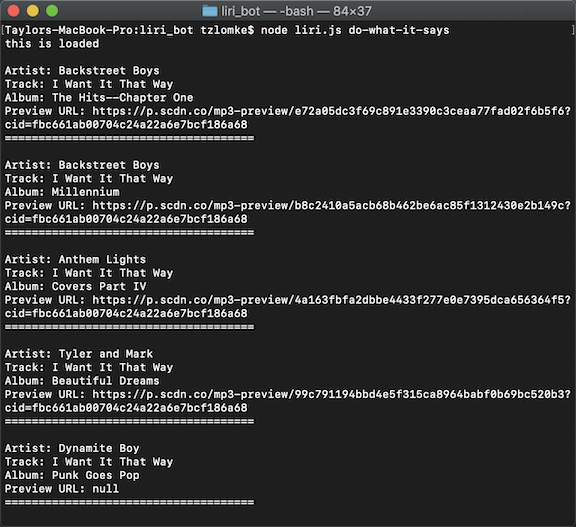 liri_bot — -bash — 84×37
[Taylors-MacBook-Pro:liri_bot tzlomke$ node liri.js do-what-it-says ]
this is loaded
Artist: Backstreet Boys
Track: I Want It That Way
Album: The Hits--Chapter One
Preview URL: https://p.scdn.co/mp3-preview/e72a05dc3f69c891e3390c3ceaa77fad02f6b5f6?
cid=fbc661ab00704c24a22a6e7bcf186a68
=====================================
Artist: Backstreet Boys
Track: I Want It That Way
Album: Millennium
Preview URL: https://p.scdn.co/mp3-preview/b8c2410a5acb68b462be6ac85f1312430e2b149c?
cid=fbc661ab00704c24a22a6e7bcf186a68
=====================================
Artist: Anthem Lights
Track: I Want It That Way
Album: Covers Part IV
Preview URL: https://p.scdn.co/mp3-preview/4a163fbfa2dbbe4433f277e0e7395dca656364f5?
cid=fbc661ab00704c24a22a6e7bcf186a68
=====================================
Artist: Tyler and Mark
Track: I Want It That Way
Album: Beautiful Dreams
Preview URL: https://p.scdn.co/mp3-preview/99c791194bbd4e5f315ca8964babf0b69bc520b3?
cid=fbc661ab00704c24a22a6e7bcf186a68
=====================================
Artist: Dynamite Boy
Track: I Want It That Way
Album: Punk Goes Pop
Preview URL: null
=====================================